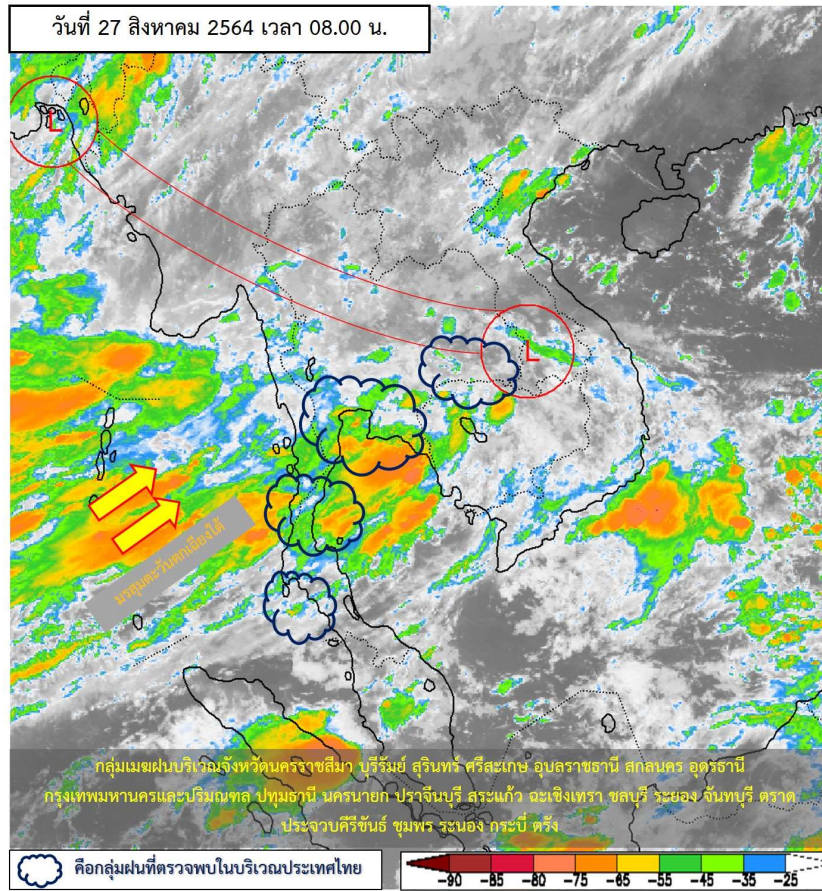 วันที่ 27 สิงหาคม 2564 เวลา 08.00 น.
L
L
มรสุมตะวันตกเฉียงใต้
กลุ่มเมฆฝนบริเวณจังหวัดนครราชสีมา บุรีรัมย์ สุรินทร์ ศรีสะเกษ อุบลราชธานี สกลนคร อุดรธานี
กรุงเทพมหานครและปริมณฑล ปทุมธานี นครนายก ปราจีนบุรี สระแก้ว ฉะเชิงเทรา ชลบุรี ระยอง จันทบุรี ตราด
ประจวบคีรีขันธ์ ชุมพร ระนอง กระบี่ ตรัง
คือกลุ่มฝนที่ตรวจพบในบริเวณประเทศไทย
-90 -85 -80 -75 -65 -55 -45 -35 -25